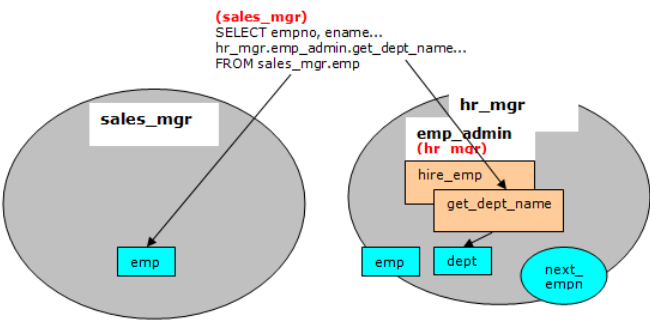 (sales_mgr)
SELECT empno, ename...
hr_mgr.emp_admin.get_dept_name...
FROM sales_mgr.emp
sales_mgr
hr_mgr
emp_admin
(hr_mgr)
hire_emp
get_dept_name
emp
emp
dept
next_
empn